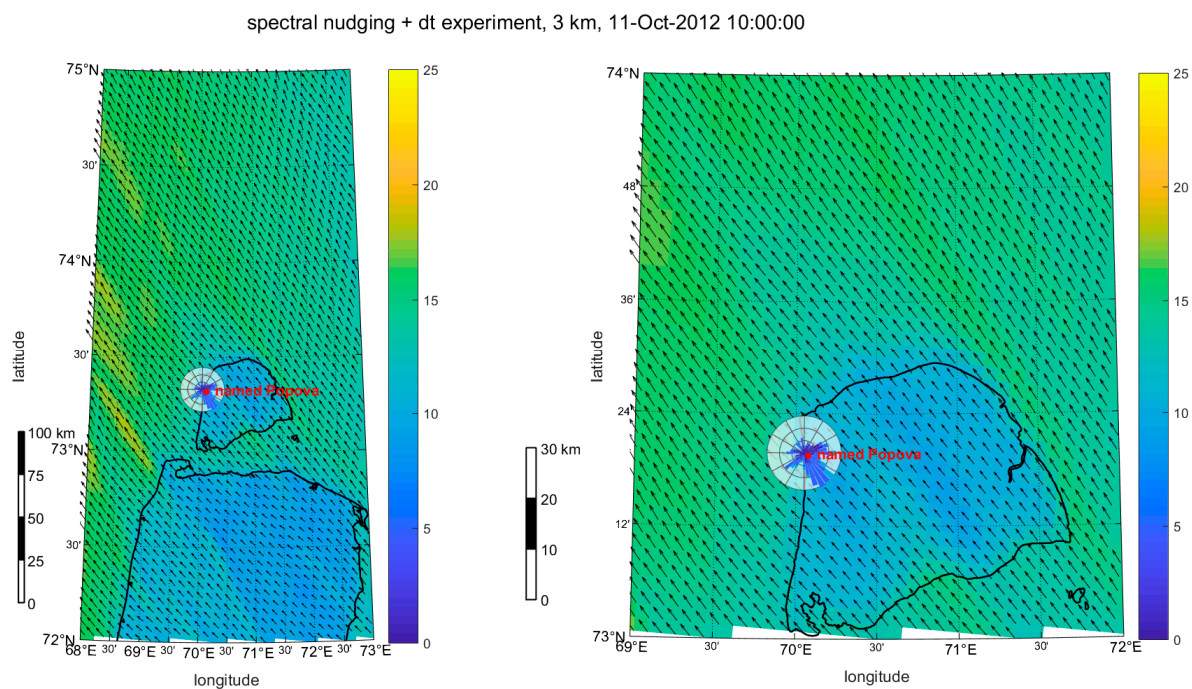 spectral nudging + dt experiment, 3 km, 11-Oct-2012 10:00:00
75°N
30'
74°N
30'
73°N
30'
72°N
68°E 30' 69°E 30' 70°E 30' 71°E 30' 72°E 30' 73°E
longitude
latitude
100 km
75
50
25
0
named Popova
25
20
15
10
5
0
74°N
48'
36'
24'
12'
73°N
69°E 30' 70°E 30' 71°E 30' 72°E
longitude
latitude
30 km
20
10
0
named Popova
25
20
15
10
5
0